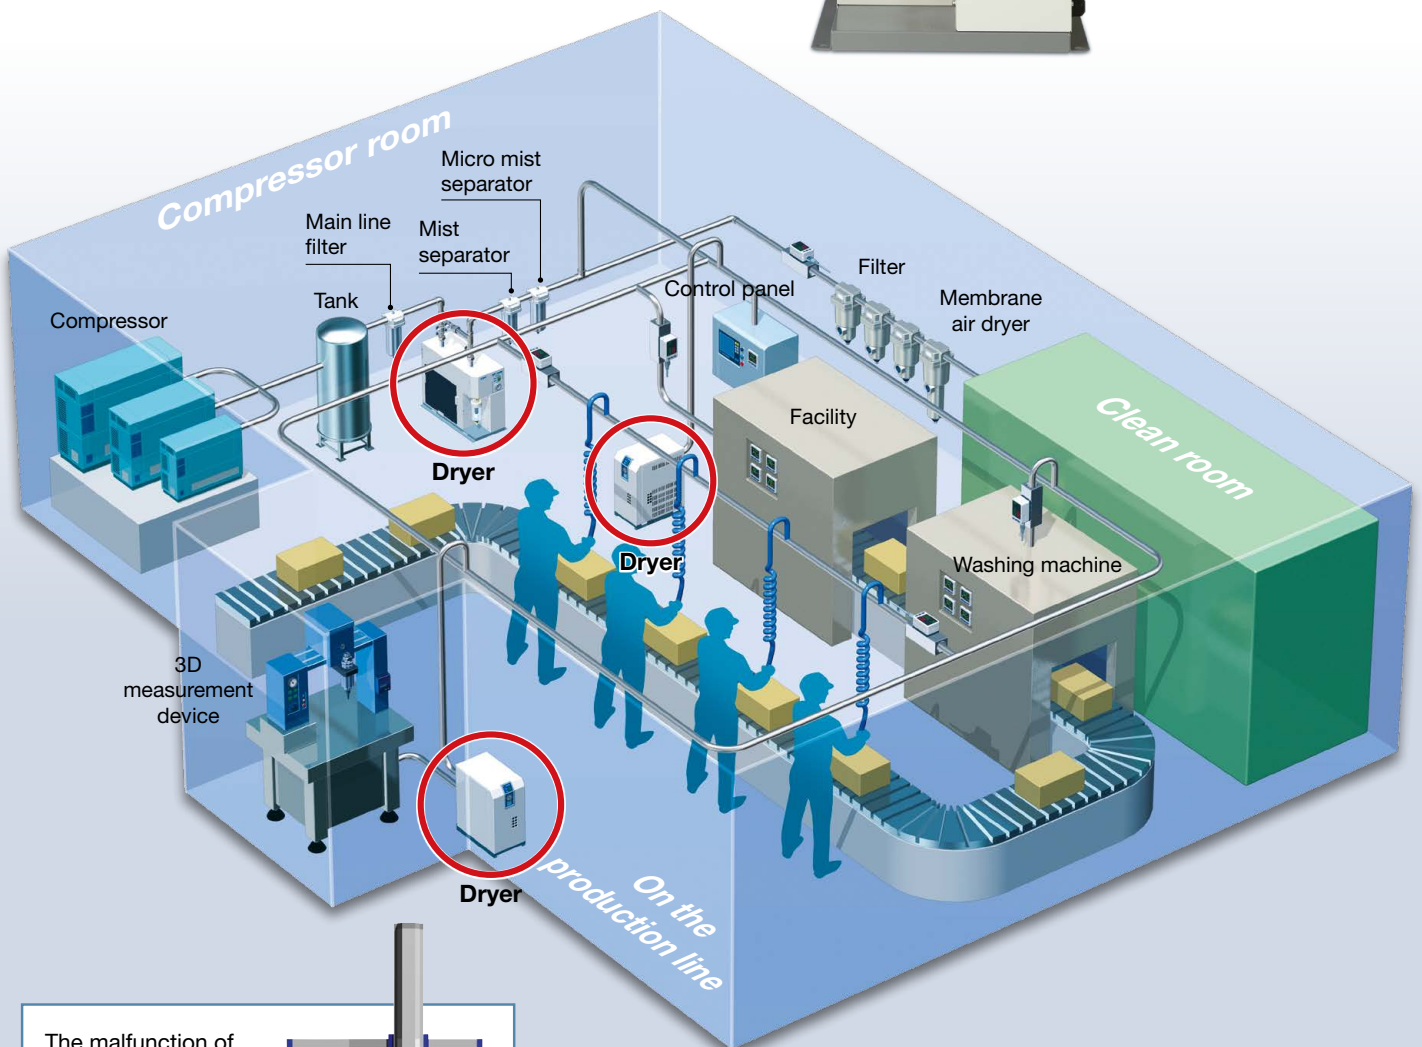 Compressor room
Micro mist
separator
Main line
filter
Mist
separator
Tank
Compressor
Control panel
Filter
Membrane
air dryer
Clean room
Facility
Dryer
Dryer
Washing machine
3D
measurement
device
Dryer
On the
production line
The malfunction of